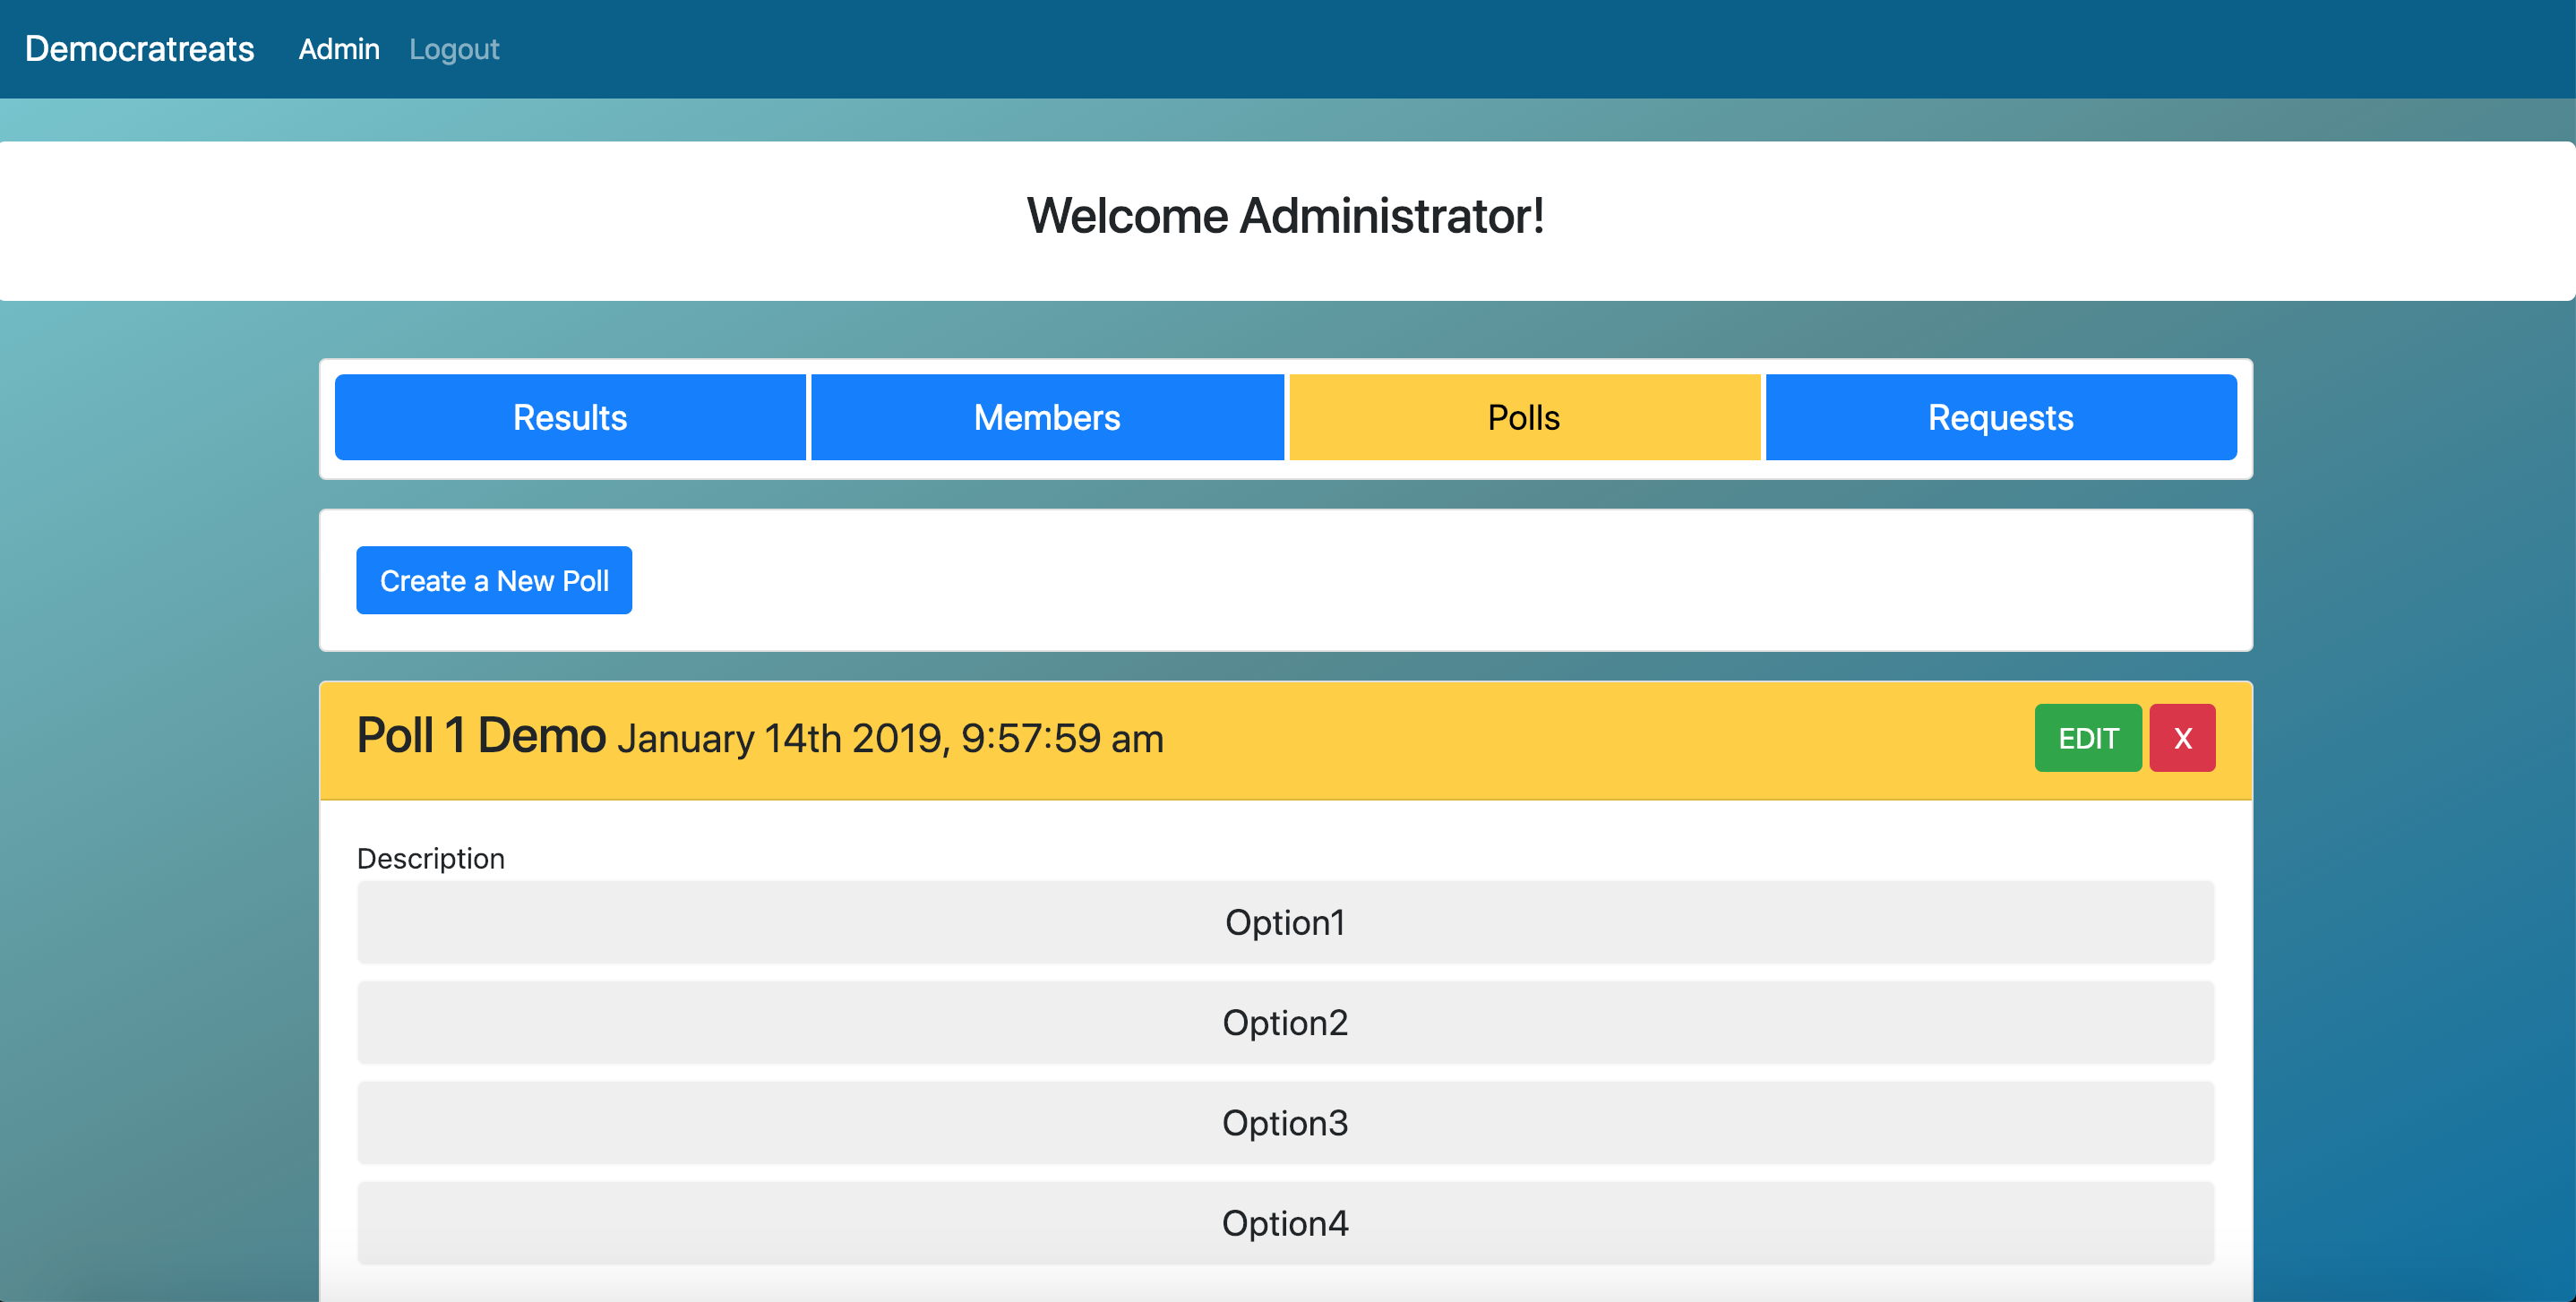 Democratreats Admin Logout
Welcome Administrator!
Results Members Polls Requests
Create a New Poll
Poll 1 Demo January 14th 2019, 9:57:59 am EDIT X
Description
Option1
Option2
Option3
Option4